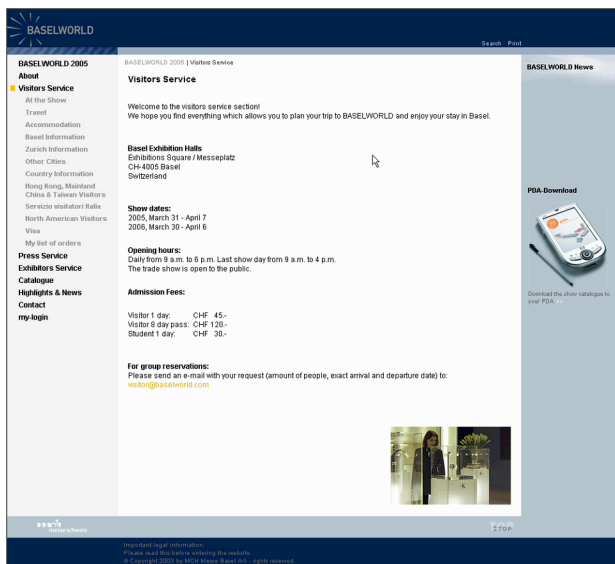 BASELWORLD
Search Print
BASELWORLD 2005
About
Visitors Service
At the Show
Travel
Accommodation
Basel Information
Zurich Information
Other Cities
Country Information
Hong Kong, Mainland
China & Taiwan Visitors
Servizio visitatori Italia
North American Visitors
Visa
My list of orders
Press Service
Exhibitors Service
Catalogue
Highlights & News
Contact
my-login
BASELWORLD 2005 | Visitors Service
Visitors Service
Welcome to the visitors service section!
We hope you find everything which allows you to plan your trip to BASELWORLD and enjoy your stay in Basel.
Basel Exhibition Halls
Exhibitions Square / Messeplatz
CH-4005 Basel
Switzerland
Show dates:
2005, March 31 - April 7
2006, March 30 - April 6
Opening hours:
Daily from 9 a.m. to 6 p.m. Last show day from 9 a.m. to 4 p.m.
The trade show is open to the public.
Admission Fees:
Visitor 1 day: CHF 45.-
Visitor 8 day pass: CHF 120.-
Student 1 day: CHF 30.-
For group reservations:
Please send an e-mail with your request (amount of people, exact arrival and departure date) to:
visitor@baselworld.com
BASELWORLD News
PDA-Download
Download the show catalogue to
your PDA
messe schweiz
TOP
Important legal information.
Please read this before entering the website.
© Copyright 2002 by MCH Messe Basel AG - rights reserved.